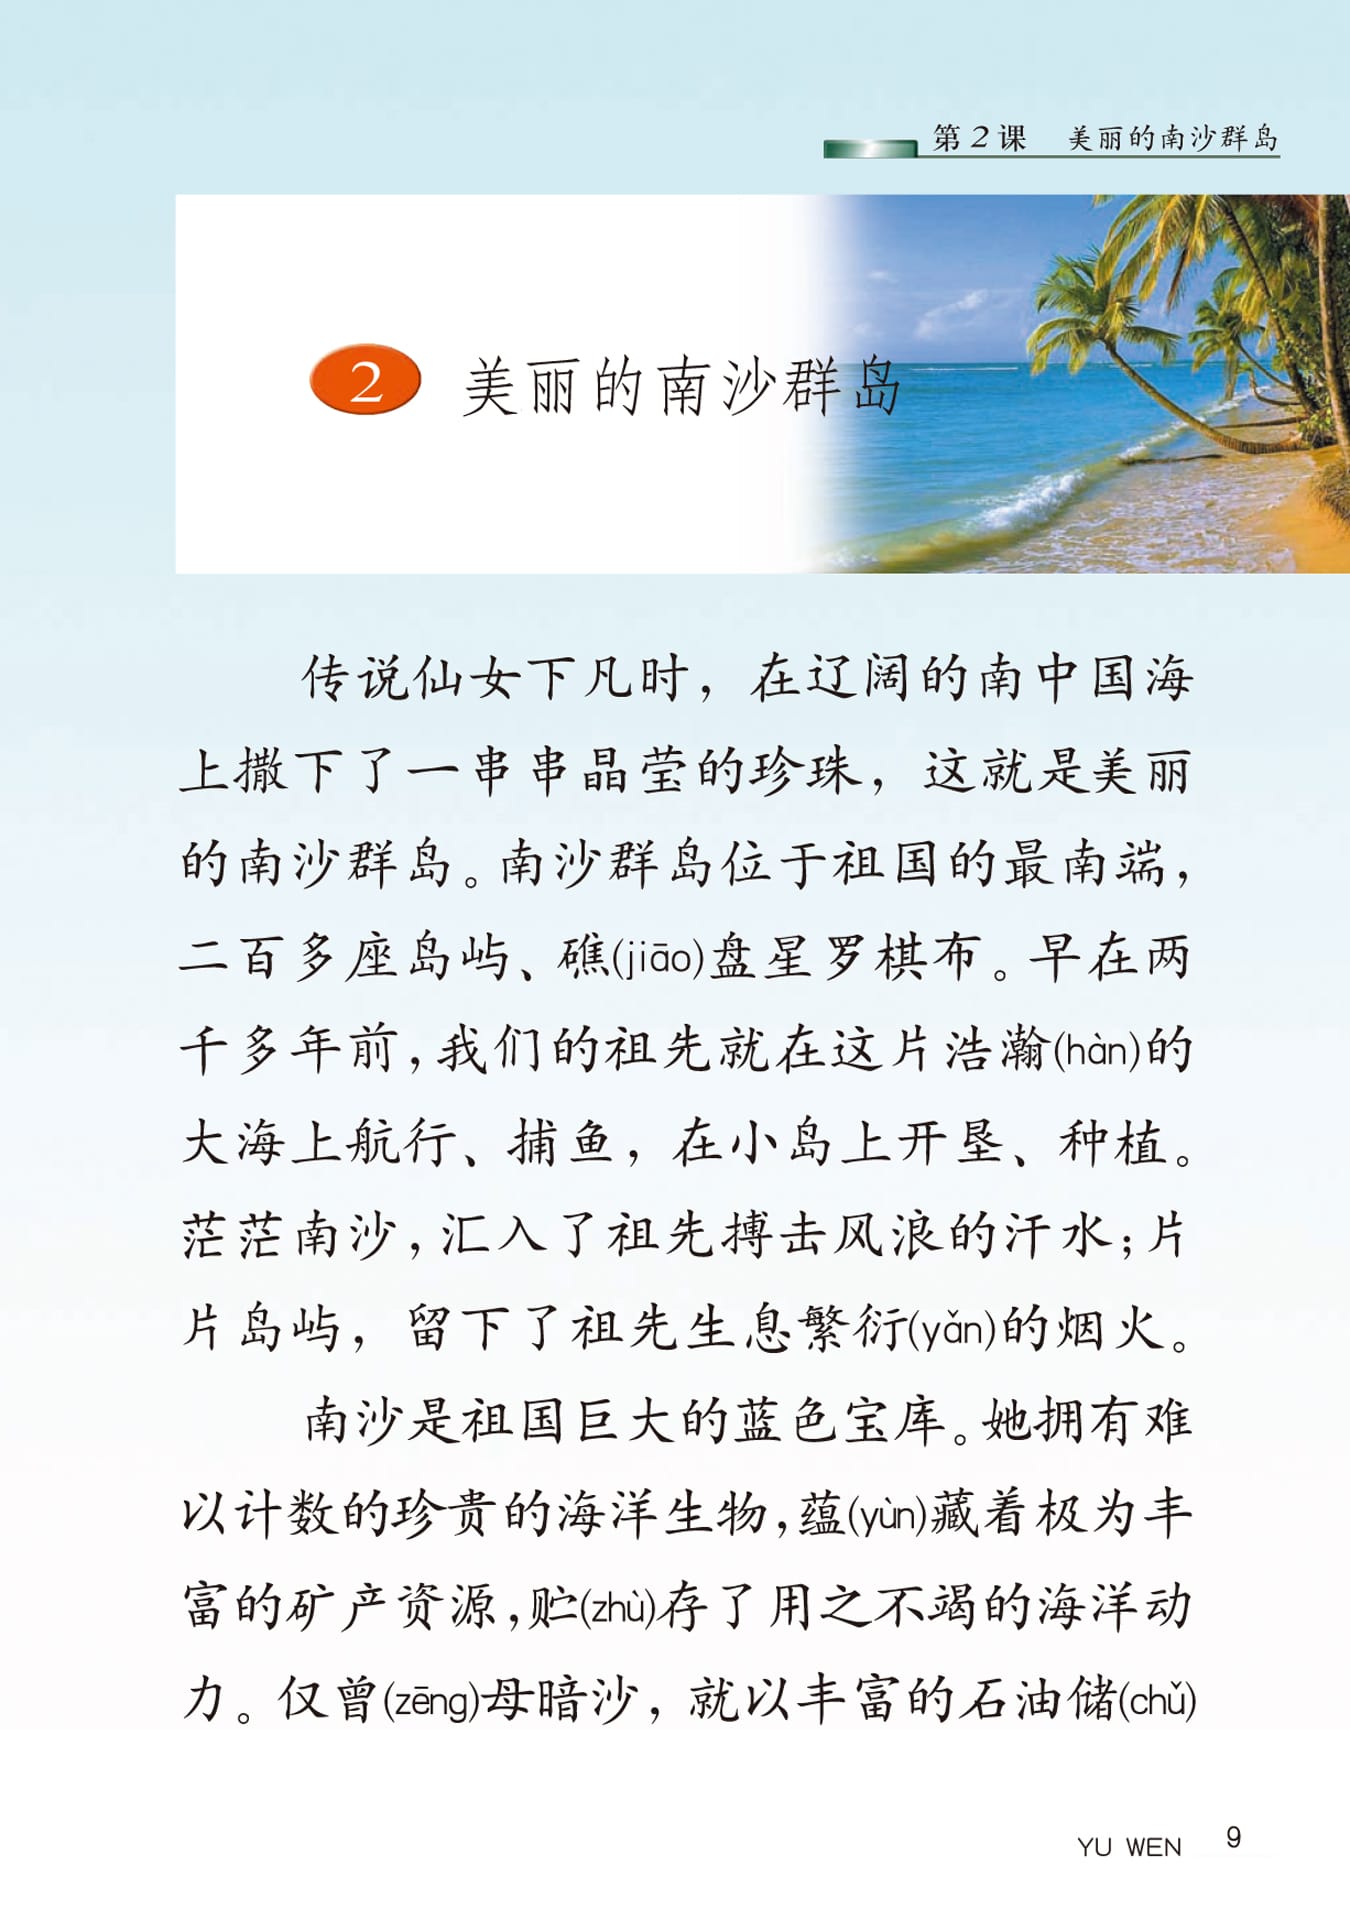 第2课 美丽的南沙群岛
2 美丽的南沙群岛
传说仙女下凡时，在辽阔的南中国海
上撒下了一串串晶莹的珍珠，这就是美丽
的南沙群岛。南沙群岛位于祖国的最南端，
二百多座岛屿、礁(jiāo)盘星罗棋布。早在两
千多年前，我们的祖先就在这片浩瀚(hàn)的
大海上航行、捕鱼，在小岛上开垦、种植。
茫茫南沙，汇入了祖先搏击风浪的汗水；片
片岛屿，留下了祖先生息繁衍(yǎn)的烟火。
南沙是祖国巨大的蓝色宝库。她拥有难
以计数的珍贵的海洋生物，蕴(yùn)藏着极为丰
富的矿产资源，贮(zhù)存了用之不竭的海洋动
力。仅曾(zēng)母暗沙，就以丰富的石油储(chǔ)
YU WEN 9